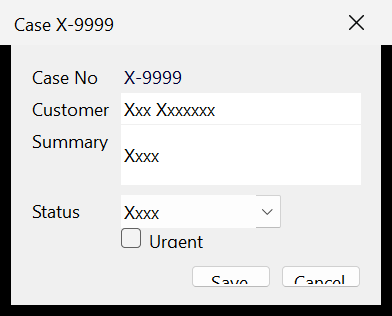 Case X-9999
Case No X-9999
Customer Xxx Xxxxxxx
Summary
Xxxx
Status Xxxx
Urgent
Save Cancel